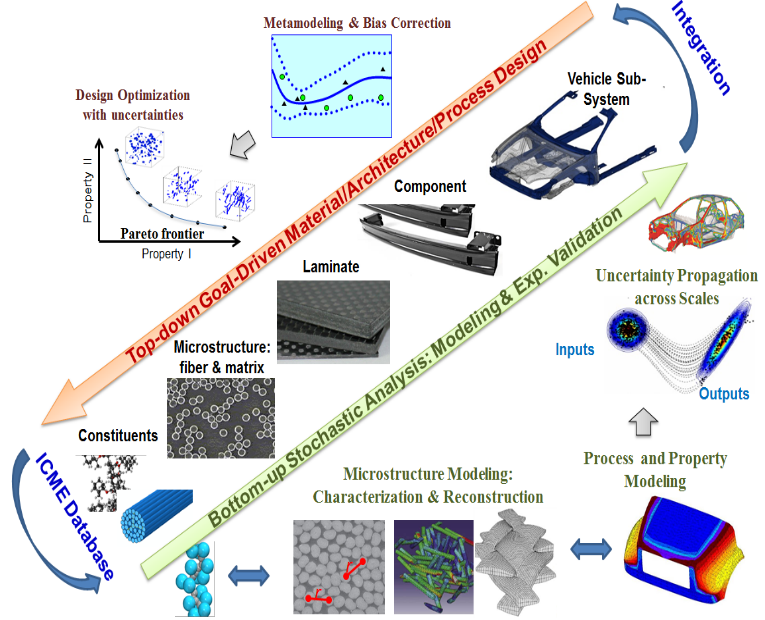 Metamodeling & Bias Correction
Integration
Vehicle Sub-
System
Design Optimization
with uncertainties
Property II
Pareto frontier
Property I
Top-down Goal-Driven Material/Architecture/Process Design
Component
Laminate
Microstructure:
fiber & matrix
Constituents
ICME Database
Bottom-up Stochastic Analysis: Modeling & Exp. Validation
Uncertainty Propagation
across Scales
Inputs
Outputs
Process and Property
Modeling
Microstructure Modeling:
Characterization & Reconstruction
r
r